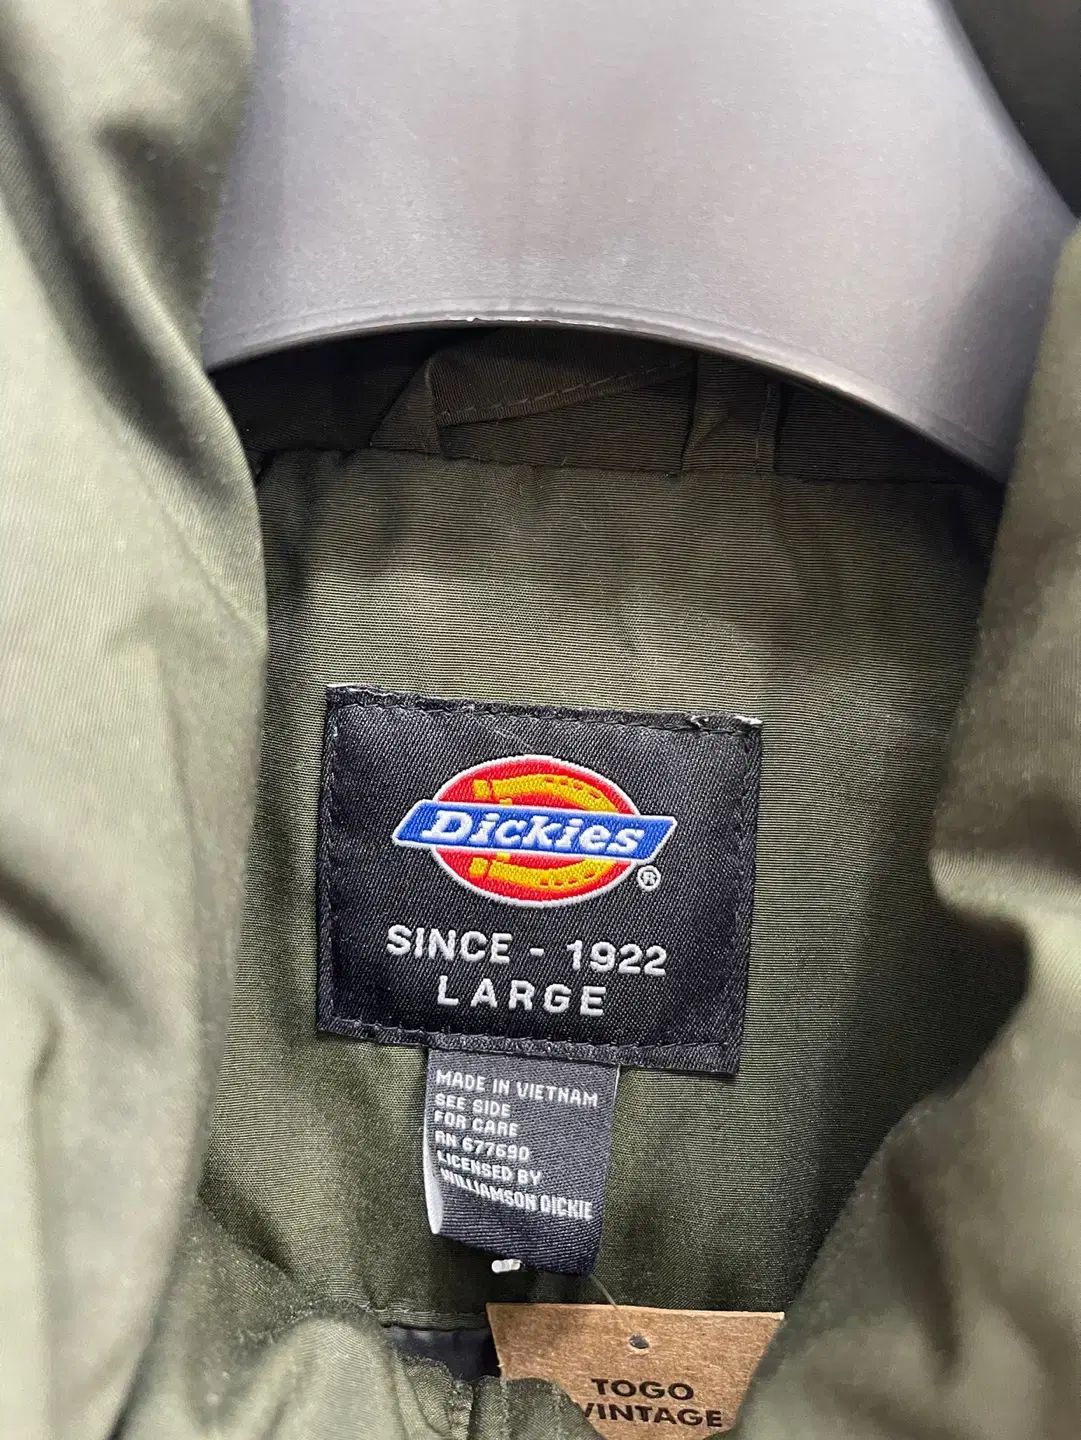 Dickies®
SINCE - 1922
LARGE
MADE IN VIETNAM
SEE SIDE
FOR CARE
RN 677690
LICENSED BY
WILLIAMSON DICKIE
TOGO
VINTAGE